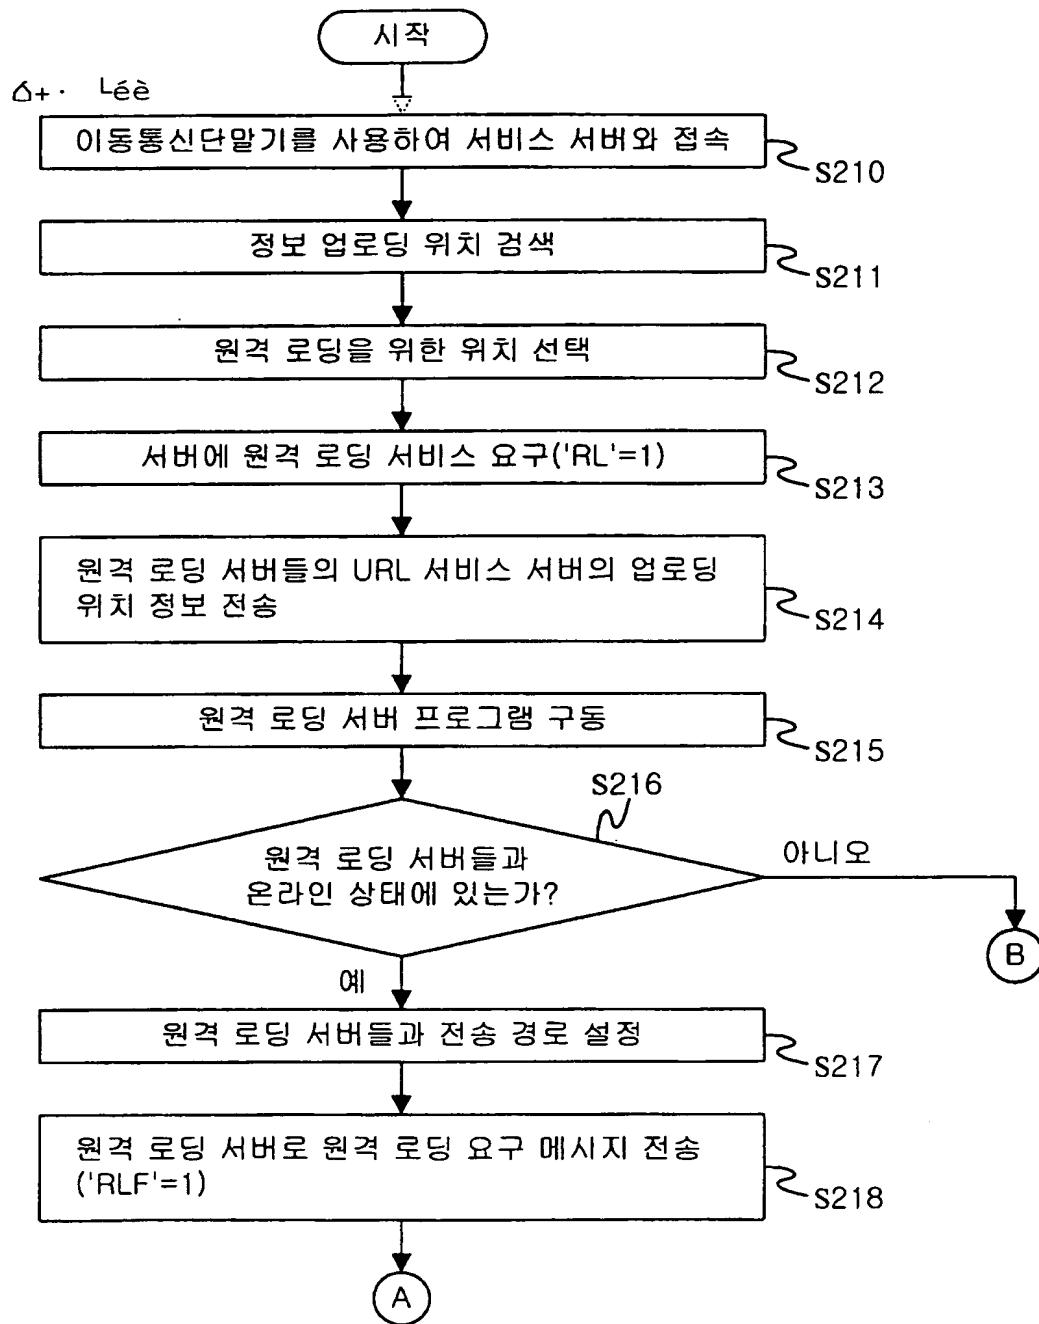 시작
이동통신단말기를 사용하여 서비스 서버와 접속
S210
정보 업로딩 위치 검색
S211
원격 로딩을 위한 위치 선택
S212
서버에 원격 로딩 서비스 요구('RL'=1)
S213
원격 로딩 서버들의 URL 서비스 서버의 업로딩
위치 정보 전송
S214
원격 로딩 서버 프로그램 구동
S215
S216
원격 로딩 서버들과
온라인 상태에 있는가?
아니오
B
예
원격 로딩 서버들과 전송 경로 설정
S217
원격 로딩 서버로 원격 로딩 요구 메시지 전송
('RLF'=1)
S218
A